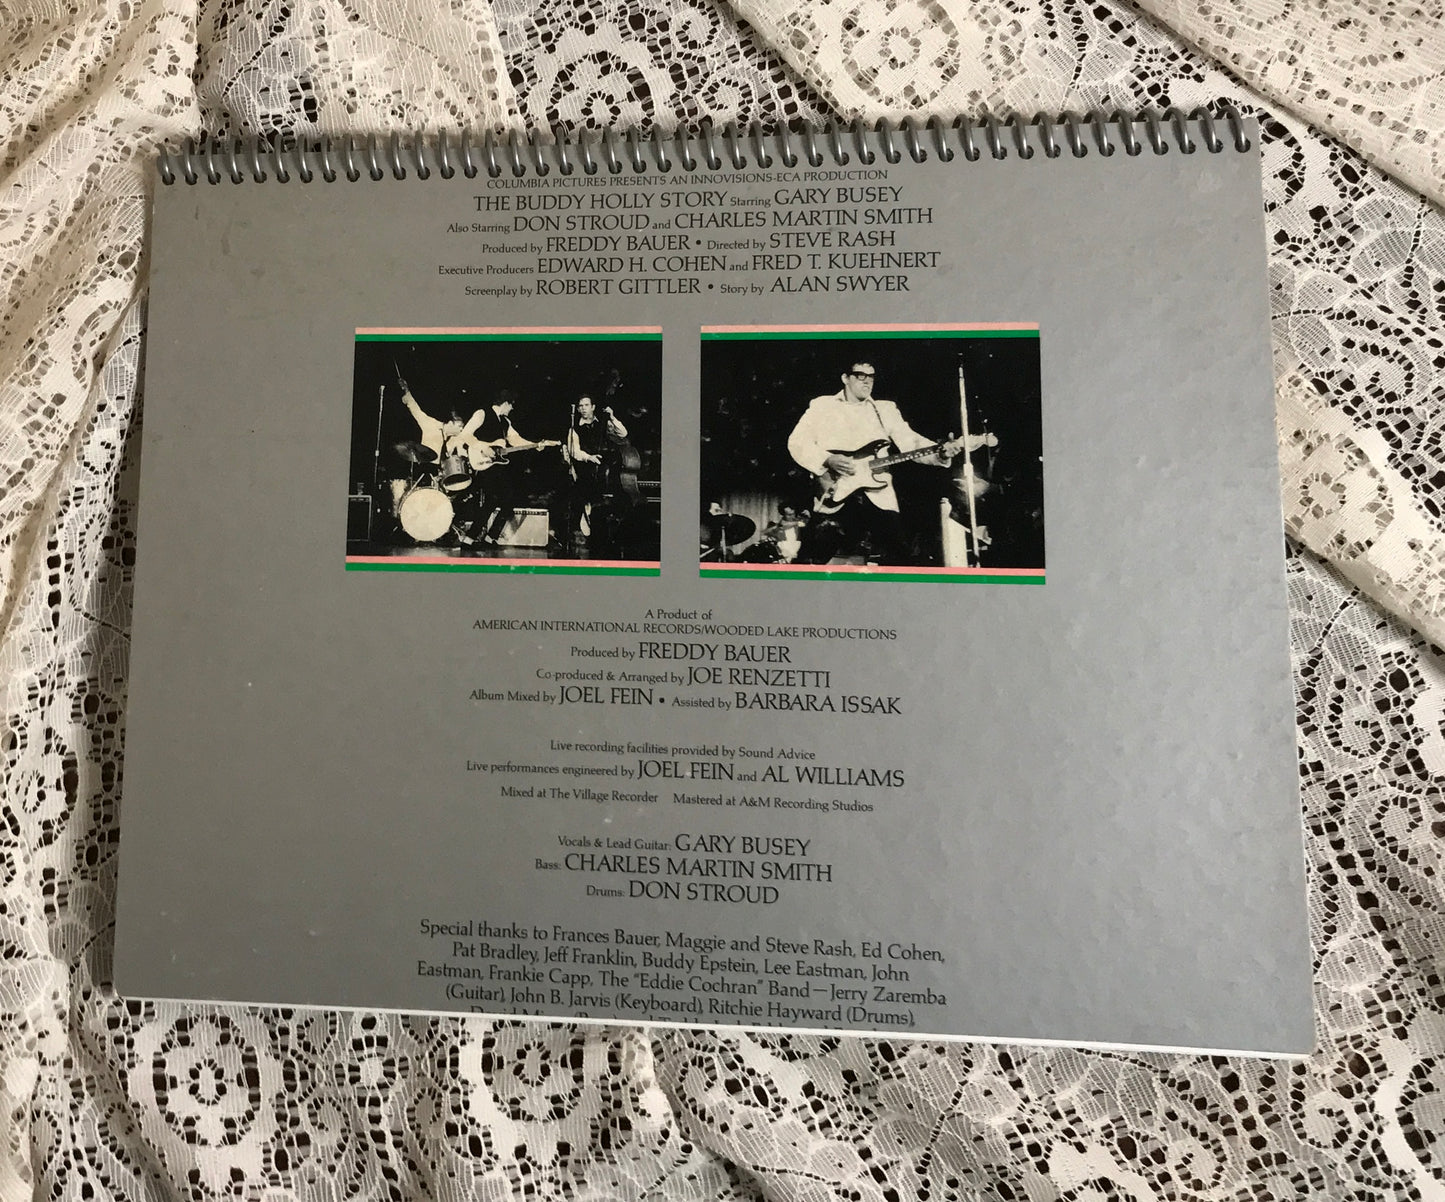 COLUMBIA PICTURES PRESENTS AN INNOVISIONS-ECA PRODUCTION
THE BUDDY HOLLY STORY Starring GARY BUSEY
Also Starring DON STROUD and CHARLES MARTIN SMITH
Produced by FREDDY BAUER • Directed by STEVE RASH
Executive Producers EDWARD H. COHEN and FRED T. KUEHNERT
Screenplay by ROBERT GITTLER • Story by ALAN SWYER
A Product of
AMERICAN INTERNATIONAL RECORDS/WOODED LAKE PRODUCTIONS
Produced by FREDDY BAUER
Co-produced & Arranged by JOE RENZETTI
Album Mixed by JOEL FEIN • Assisted by BARBARA ISSAK
Live recording facilities provided by Sound Advice
Live performances engineered by JOEL FEIN and AL WILLIAMS
Mixed at The Village Recorder Mastered at A&M Recording Studios
Vocals & Lead Guitar: GARY BUSEY
Bass: CHARLES MARTIN SMITH
Drums: DON STROUD
Special thanks to Frances Bauer, Maggie and Steve Rash, Ed Cohen,
Pat Bradley, Jeff Franklin, Buddy Epstein, Lee Eastman, John
Eastman, Frankie Capp, The "Eddie Cochran" Band—Jerry Zaremba
(Guitar), John B. Jarvis (Keyboard), Ritchie Hayward (Drums),